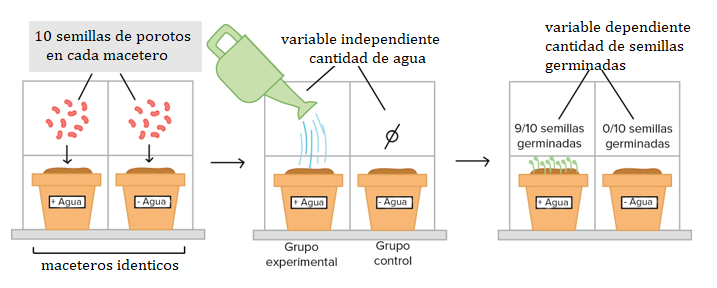 10 semillas de porotos
en cada macetero
+ Agua
- Agua
maceteros identicos
variable independiente
cantidad de agua
+ Agua
- Agua
Grupo
experimental
Grupo
control
variable dependiente
cantidad de semillas
germinadas
9/10 semillas
germinadas
0/10 semillas
germinadas
+ Agua
- Agua